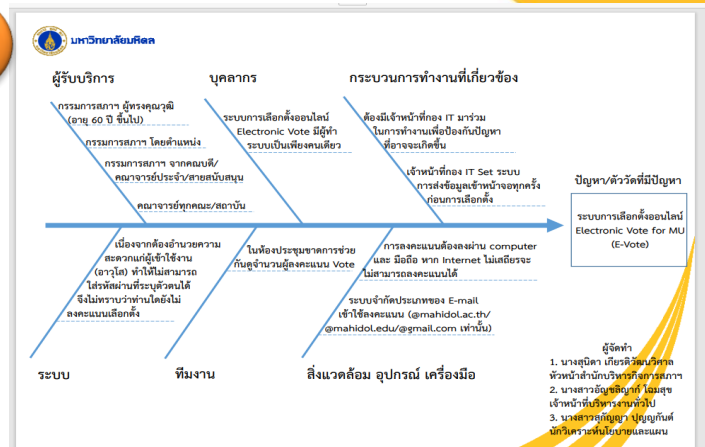 มหาวิทยาลัยมหิดล
ผู้รับบริการ
บุคลากร
กระบวนการทำงานที่เกี่ยวข้อง
กรรมการสภาฯ ผู้ทรงคุณวุฒิ
(อายุ 60 ปี ขึ้นไป)
กรรมการสภาฯ โดยตำแหน่ง
กรรมการสภาฯ จากคณบดี/
คณาจารย์ประจำ/สายสนับสนุน
คณาจารย์ทุกคณะ/สถาบัน
ระบบการเลือกตั้งออนไลน์
Electronic Vote มีผู้ทำ
ระบบเป็นเพียงคนเดียว
ต้องมีเจ้าหน้าที่กอง IT มาร่วม
ในการทำงานเพื่อป้องกันปัญหา
ที่อาจจะเกิดขึ้น
เจ้าหน้าที่กอง IT Set ระบบ
การส่งข้อมูลเข้าหน้าจอทุกครั้ง
ก่อนการเลือกตั้ง
ปัญหา/ตัววัดที่มีปัญหา
ระบบการเลือกตั้งออนไลน์
Electronic Vote for MU
(E-Vote)
เนื่องจากต้องอำนวยความ
สะดวกแก่ผู้เข้าใช้งาน
(อาวุโส) ทำให้ไม่สามารถ
ใส่รหัสผ่านที่ระบุตัวตนได้
จึงไม่ทราบว่าท่านใดยังไม่
ลงคะแนนเลือกตั้ง
ในห้องประชุมขาดการช่วย
กันดูจำนวนผู้ลงคะแนน Vote
การลงคะแนนต้องลงผ่าน computer
และ มือถือ หาก Internet ไม่เสถียรจะ
ไม่สามารถลงคะแนนได้
ระบบจำกัดประเภทของ E-mail
เข้าใช้ลงคะแนน (@mahidol.ac.th/
@mahidol.edu/@gmail.com เท่านั้น)
ระบบ
ทีมงาน
สิ่งแวดล้อม อุปกรณ์ เครื่องมือ
ผู้จัดทำ
1. นางสุนิดา เกียรติวัฒนวิศาล
หัวหน้าสำนักบริหารกิจการสภาฯ
2. นางสาวอัญชลิญาก์ โฉมสุข
เจ้าหน้าที่บริหารงานทั่วไป
3. นางสาวสุกัญญา ปุญญกันต์
นักวิเคราะห์นโยบายและแผน